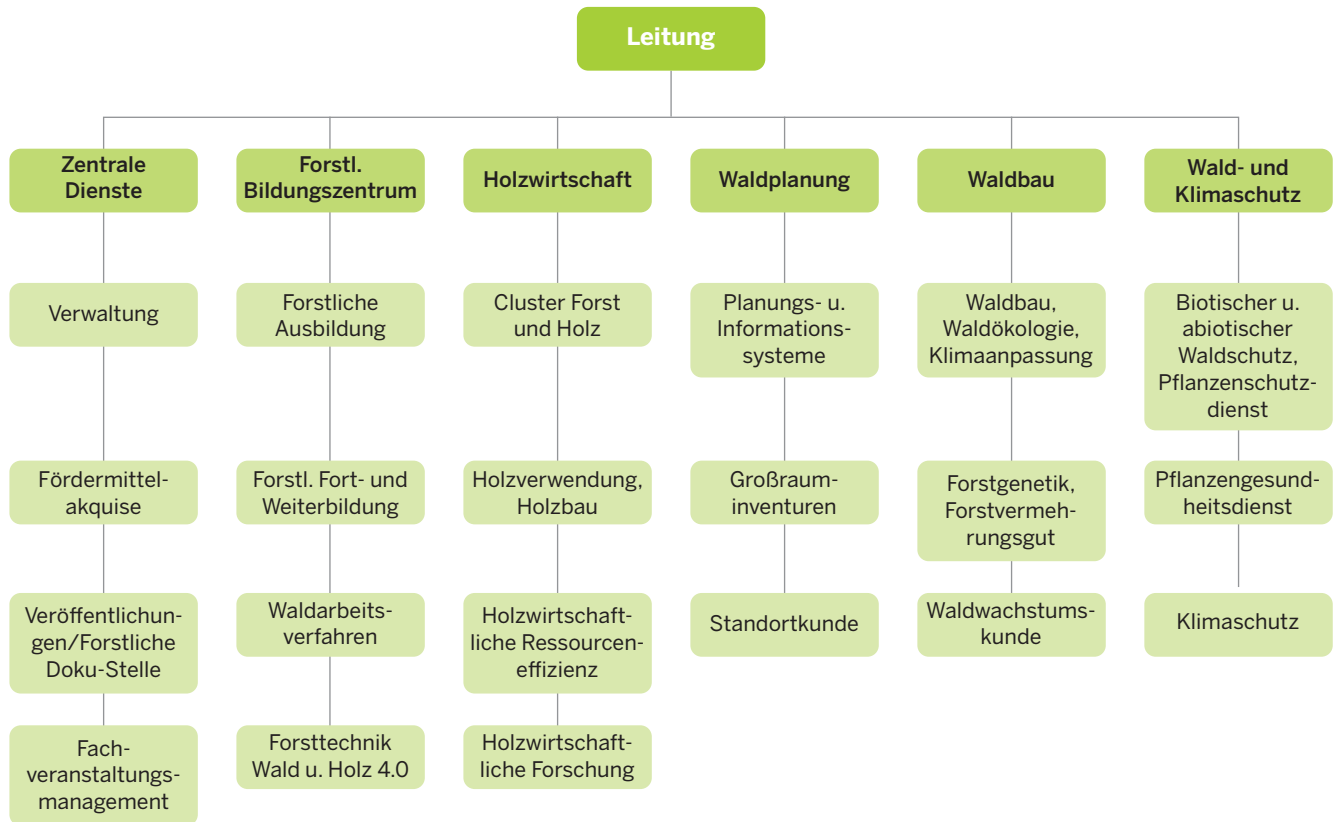 Leitung
Zentrale
Dienste
Verwaltung
Fördermittel-
akquise
Veröffentlichun-
gen/Forstliche
Doku-Stelle
Fach-
veranstaltungs-
management
Forstl.
Bildungszentrum
Forstliche
Ausbildung
Forstl. Fort- und
Weiterbildung
Waldarbeits-
verfahren
Forsttechnik
Wald u. Holz 4.0
Holzwirtschaft
Cluster Forst
und Holz
Holzverwendung,
Holzbau
Holzwirtschaft-
liche Ressourcen-
effizienz
Holzwirtschaft-
liche Forschung
Waldplanung
Planungs- u.
Informations-
systeme
Großraum-
inventuren
Standortkunde
Waldbau
Waldbau,
Waldökologie,
Klimaanpassung
Forstgenetik,
Forstvermeh-
rungsgut
Waldwachstums-
kunde
Wald- und
Klimaschutz
Biotischer u.
abiotischer
Waldschutz,
Pflanzenschutz-
dienst
Pflanzengesund-
heitsdienst
Klimaschutz